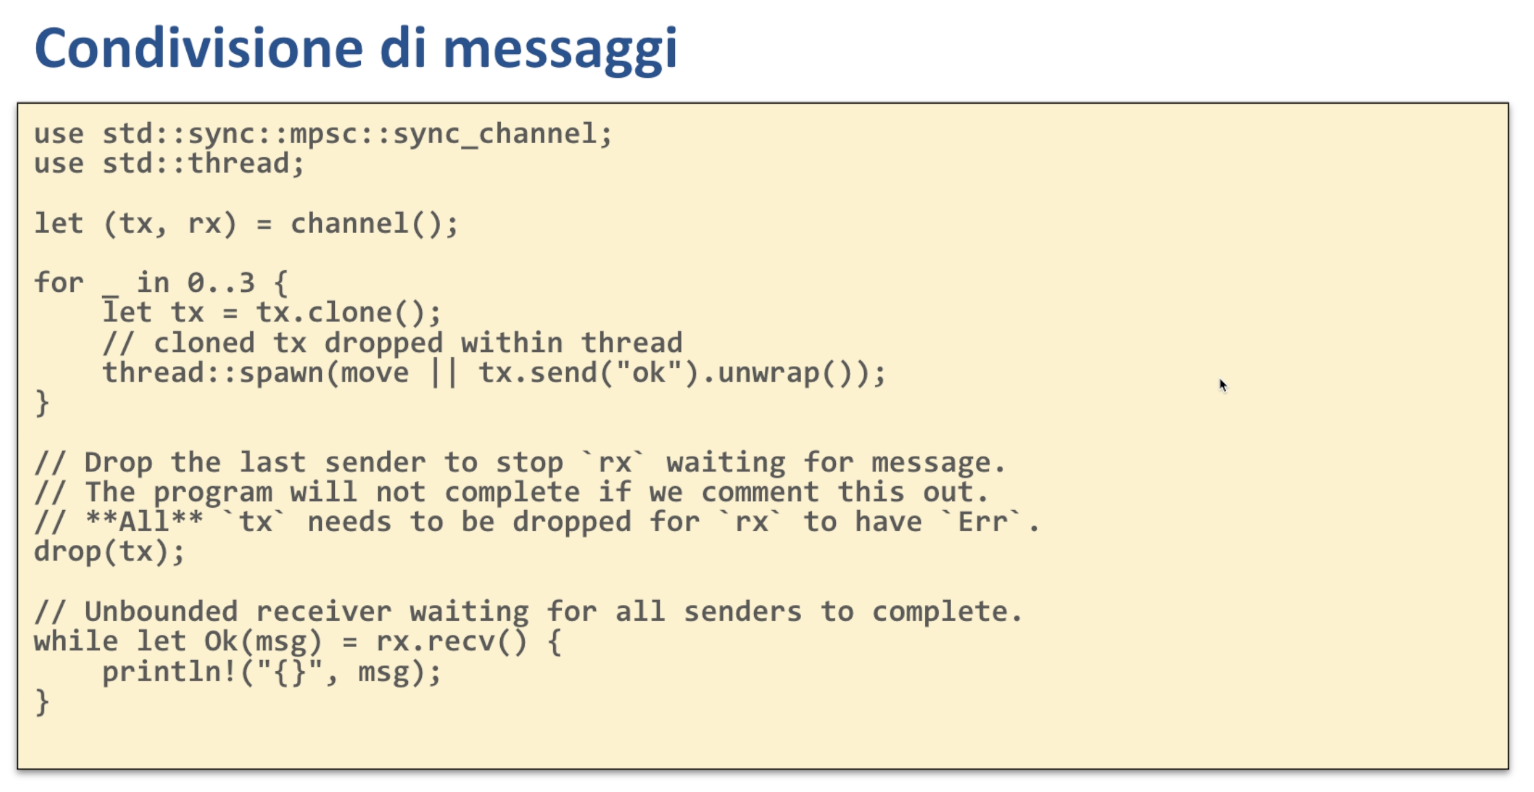 Condivisione di messaggi
use std::sync::mpsc::sync_channel;
use std::thread;
let (tx, rx) = channel();
for _ in 0..3 {
    let tx = tx.clone();
    // cloned tx dropped within thread
    thread::spawn(move || tx.send("ok").unwrap());
}
// Drop the last sender to stop `rx` waiting for message.
// The program will not complete if we comment this out.
// **All** `tx` needs to be dropped for `rx` to have `Err`.
drop(tx);
// Unbounded receiver waiting for all senders to complete.
while let Ok(msg) = rx.recv() {
    println!("{}", msg);
}